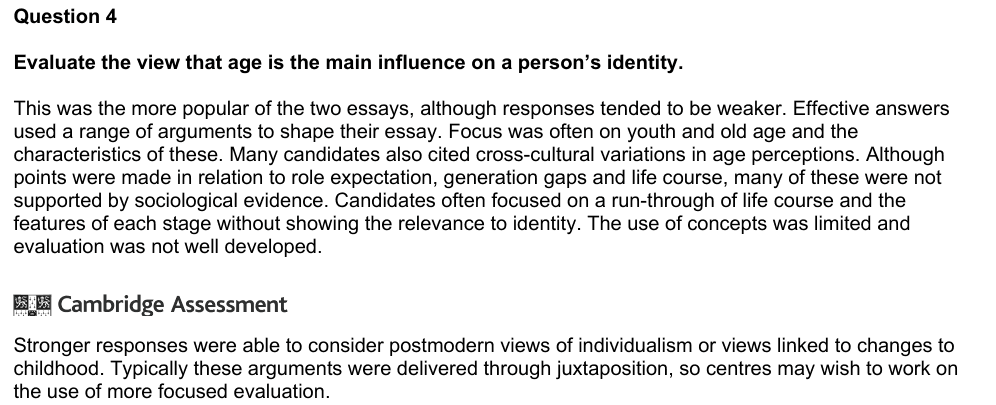 Question 4
Evaluate the view that age is the main influence on a person's identity.
This was the more popular of the two essays, although responses tended to be weaker. Effective answers
used a range of arguments to shape their essay. Focus was often on youth and old age and the
characteristics of these. Many candidates also cited cross-cultural variations in age perceptions. Although
points were made in relation to role expectation, generation gaps and life course, many of these were not
supported by sociological evidence. Candidates often focused on a run-through of life course and the
features of each stage without showing the relevance to identity. The use of concepts was limited and
evaluation was not well developed.
Cambridge Assessment
Stronger responses were able to consider postmodern views of individualism or views linked to changes to
childhood. Typically these arguments were delivered through juxtaposition, so centres may wish to work on
the use of more focused evaluation.